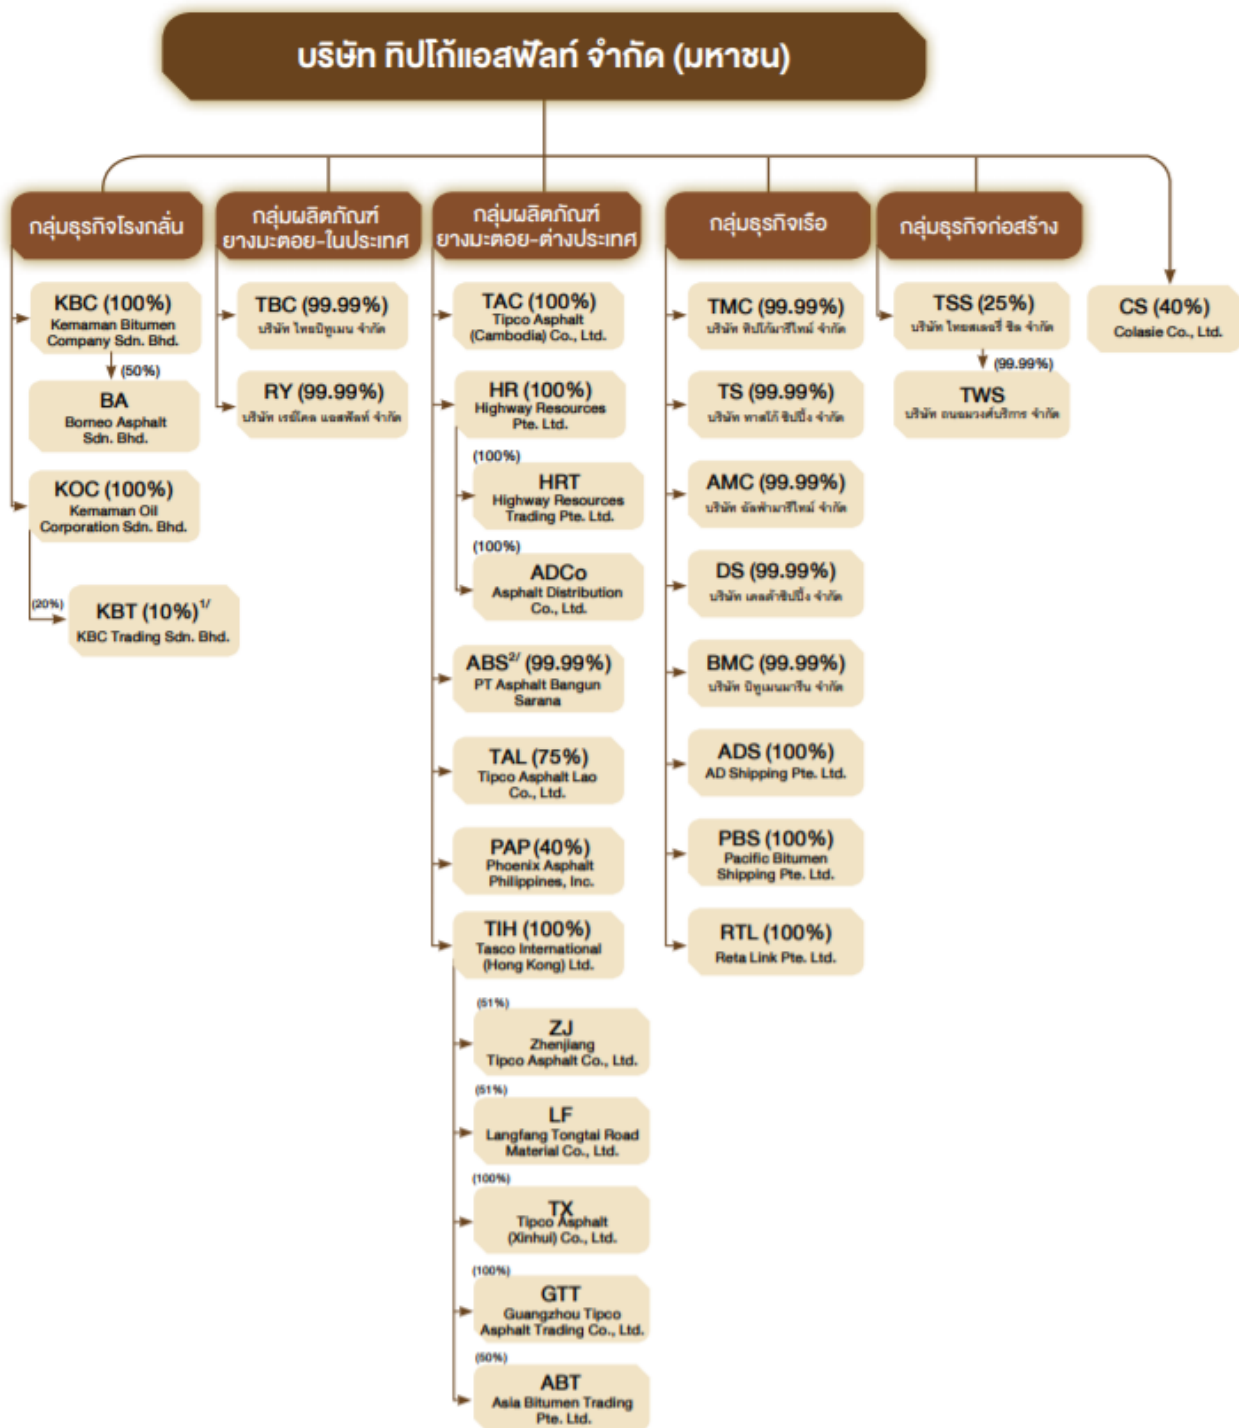 บริษัท ทิปโก้แอสฟัลท์ จำกัด (มหาชน)
กลุ่มธุรกิจโรงกลั่น
KBC (100%)
Kemaman Bitumen
Company Sdn. Bhd.
(50%)
BA
Borneo Asphalt
Sdn. Bhd.
KOC (100%)
Kemaman Oil
Corporation Sdn. Bhd.
(20%)
KBT (10%)1/
KBC Trading Sdn. Bhd.
กลุ่มผลิตภัณฑ์
ยางมะตอย-ในประเทศ
TBC (99.99%)
บริษัท ไทยบิทูเมน จำกัด
RY (99.99%)
บริษัท เรย์โคล แอสฟัลท์ จำกัด
กลุ่มผลิตภัณฑ์
ยางมะตอย-ต่างประเทศ
TAC (100%)
Tipco Asphalt
(Cambodia) Co., Ltd.
HR (100%)
Highway Resources
Pte. Ltd.
(100%)
HRT
Highway Resources
Trading Pte. Ltd.
(100%)
ADCo
Asphalt Distribution
Co., Ltd.
ABS2/ (99.99%)
PT Asphalt Bangun
Sarana
TAL (75%)
Tipco Asphalt Lao
Co., Ltd.
PAP (40%)
Phoenix Asphalt
Philippines, Inc.
TIH (100%)
Tasco International
(Hong Kong) Ltd.
(51%)
ZJ
Zhenjiang
Tipco Asphalt Co., Ltd.
(51%)
LF
Langfang Tongtai Road
Material Co., Ltd.
(100%)
TX
Tipco Asphalt
(Xinhui) Co., Ltd.
(100%)
GTT
Guangzhou Tipco
Asphalt Trading Co., Ltd.
(50%)
ABT
Asia Bitumen Trading
Pte. Ltd.
กลุ่มธุรกิจเรือ
TMC (99.99%)
บริษัท ทิปโก้มารีไทม์ จำกัด
TS (99.99%)
บริษัท ทาสโก้ ชิปปิ้ง จำกัด
AMC (99.99%)
บริษัท อัลฟ่ามารีไทม์ จำกัด
DS (99.99%)
บริษัท เดลต้าชิปปิ้ง จำกัด
BMC (99.99%)
บริษัท บิทูเมนมารีน จำกัด
ADS (100%)
AD Shipping Pte. Ltd.
PBS (100%)
Pacific Bitumen
Shipping Pte. Ltd.
RTL (100%)
Reta Link Pte. Ltd.
กลุ่มธุรกิจก่อสร้าง
TSS (25%)
บริษัท ไทยสเลอรี่ ซีล จำกัด
(99.99%)
TWS
บริษัท ถนอมวงศ์บริการ จำกัด
CS (40%)
Colasie Co., Ltd.